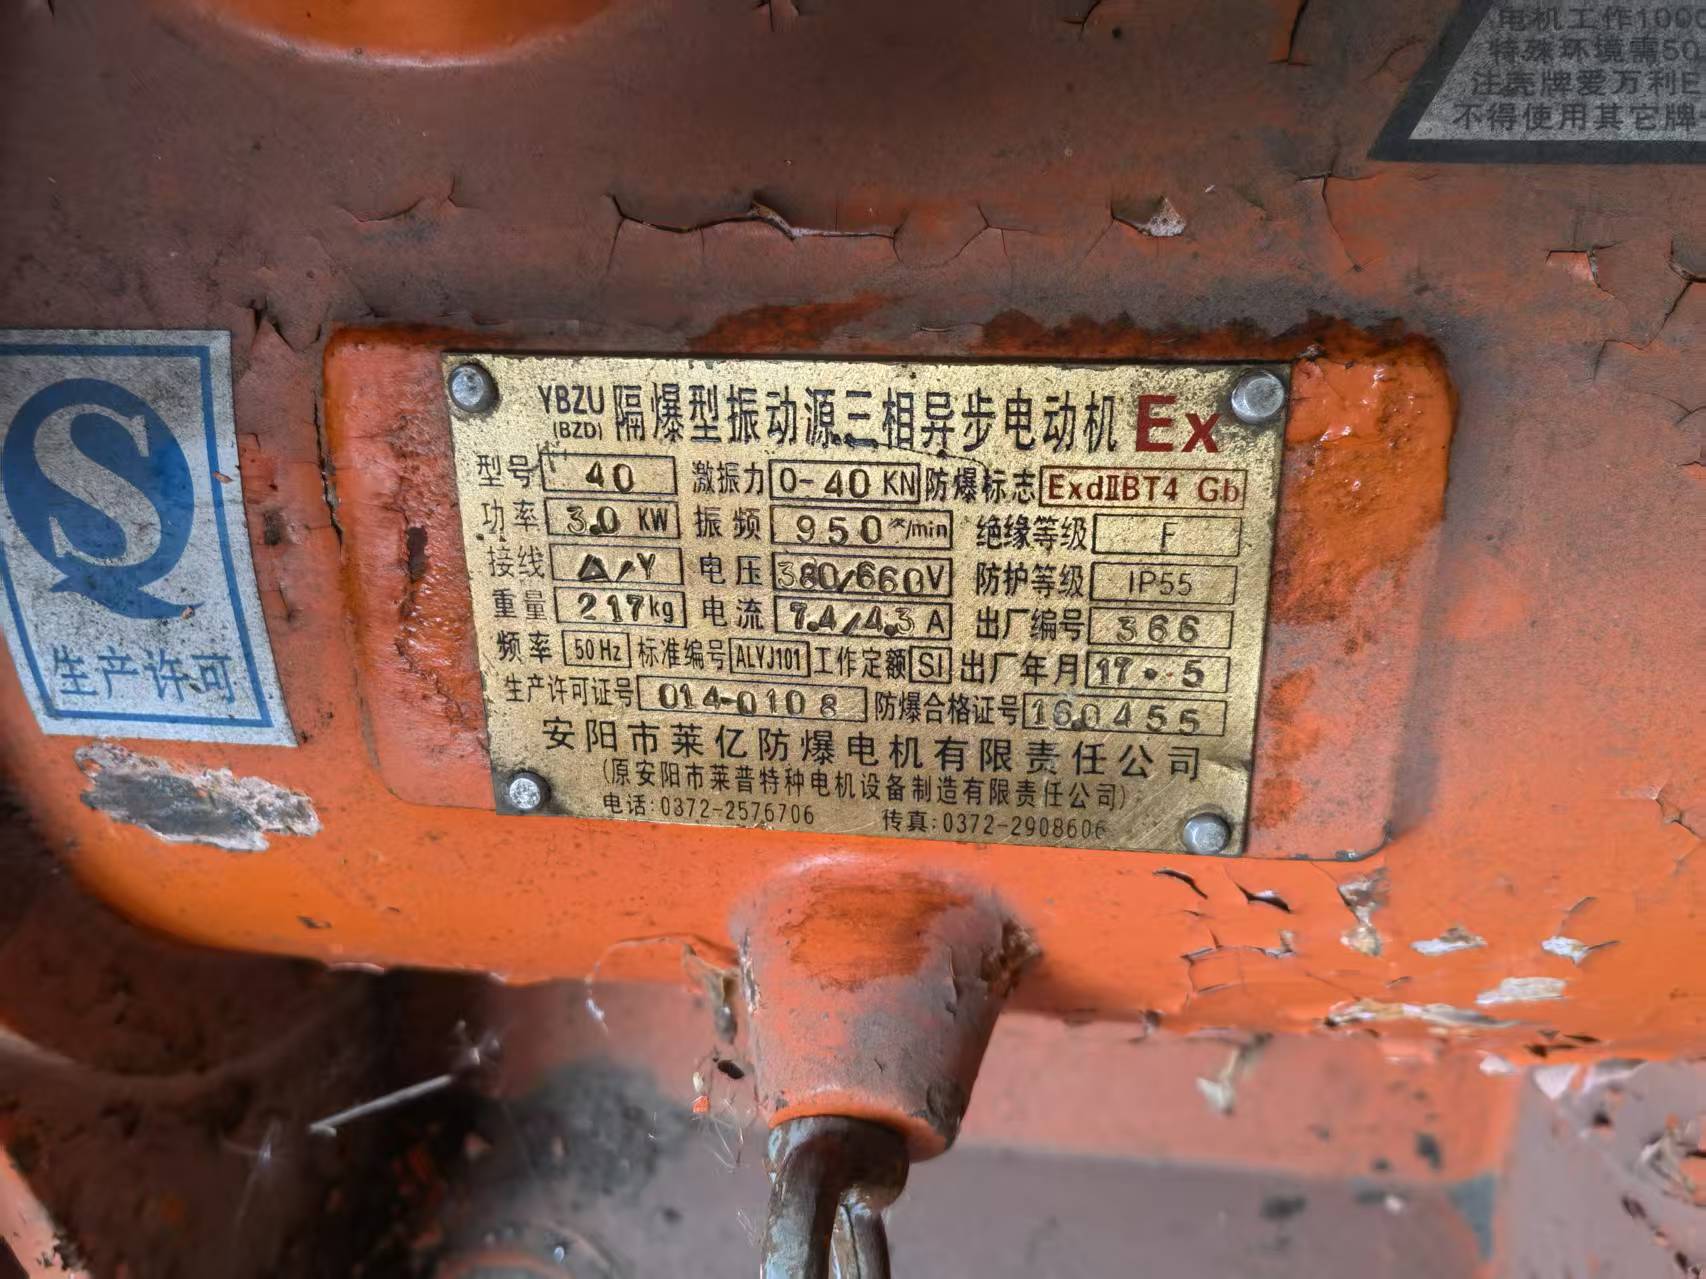 电机工作100
特殊环境需50
注壳牌爱万利E
不得使用其它牌
S
生产许可
YBZU (BZD) 隔爆型振动源三相异步电动机 Ex
型号 40 激振力 0-40 KN 防爆标志 ExdⅡBT4 Gb
功率 3.0 KW 振频 950 次/min 绝缘等级 F
接线 △/Y 电压 380/660V 防护等级 IP55
重量 217kg 电流 7.4/4.3 A 出厂编号 366
频率 50Hz 标准编号 ALYJ101 工作定额 SI 出厂年月 17·5
生产许可证号 014-0108 防爆合格证号 160455
安阳市莱亿防爆电机有限责任公司
(原安阳市莱普特种电机设备制造有限责任公司)
电话:0372-2576706 传真:0372-2908606